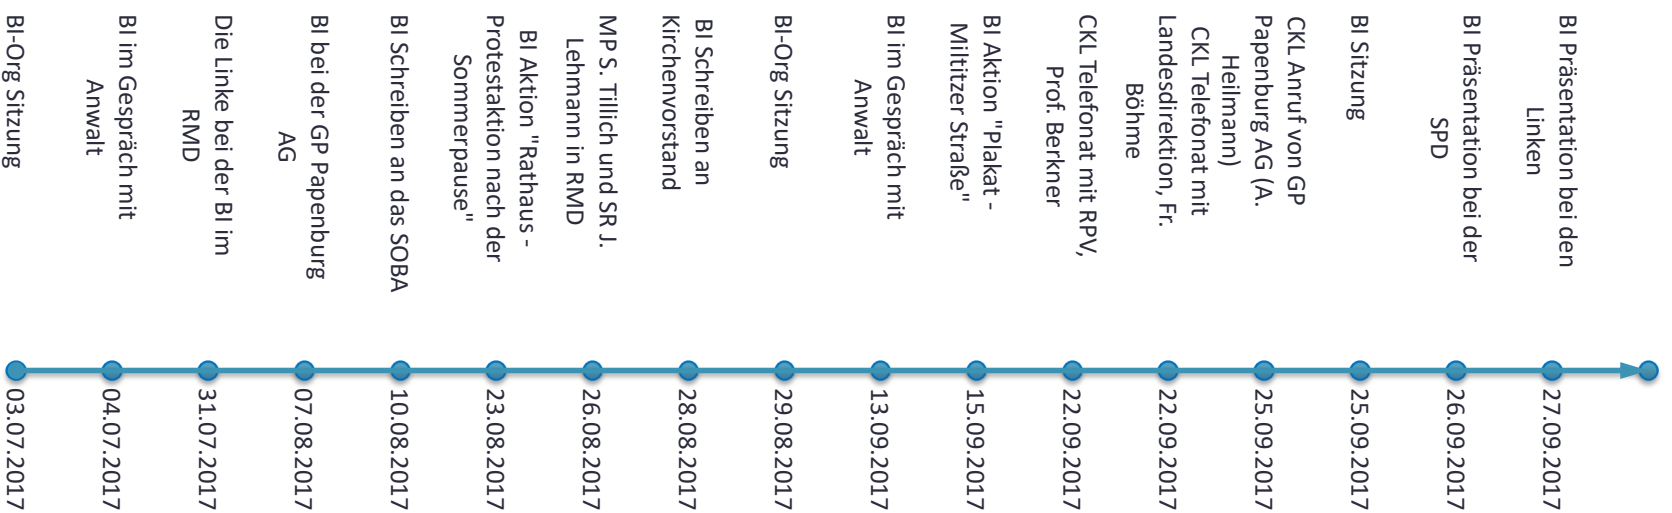 BI-Org Sitzung
03.07.2017
BI im Gespräch mit
Anwalt
04.07.2017
Die Linke bei der BI im
RMD
31.07.2017
BI bei der GP Papenburg
AG
07.08.2017
BI Schreiben an das SOBA
10.08.2017
BI Aktion "Rathaus -
Protestaktion nach der
Sommerpause"
23.08.2017
MP S. Tillich und SR J.
Lehmann in RMD
26.08.2017
BI Schreiben an
Kirchenvorstand
28.08.2017
BI-Org Sitzung
29.08.2017
BI im Gespräch mit
Anwalt
13.09.2017
BI Aktion "Plakat -
Miltitzer Straße"
15.09.2017
CKL Telefonat mit RPV,
Prof. Berkner
22.09.2017
CKL Telefonat mit
Landesdirektion, Fr.
Böhme
22.09.2017
CKL Anruf von GP
Papenburg AG (A.
Heilmann)
25.09.2017
BI Sitzung
25.09.2017
BI Präsentation bei der
SPD
26.09.2017
BI Präsentation bei den
Linken
27.09.2017